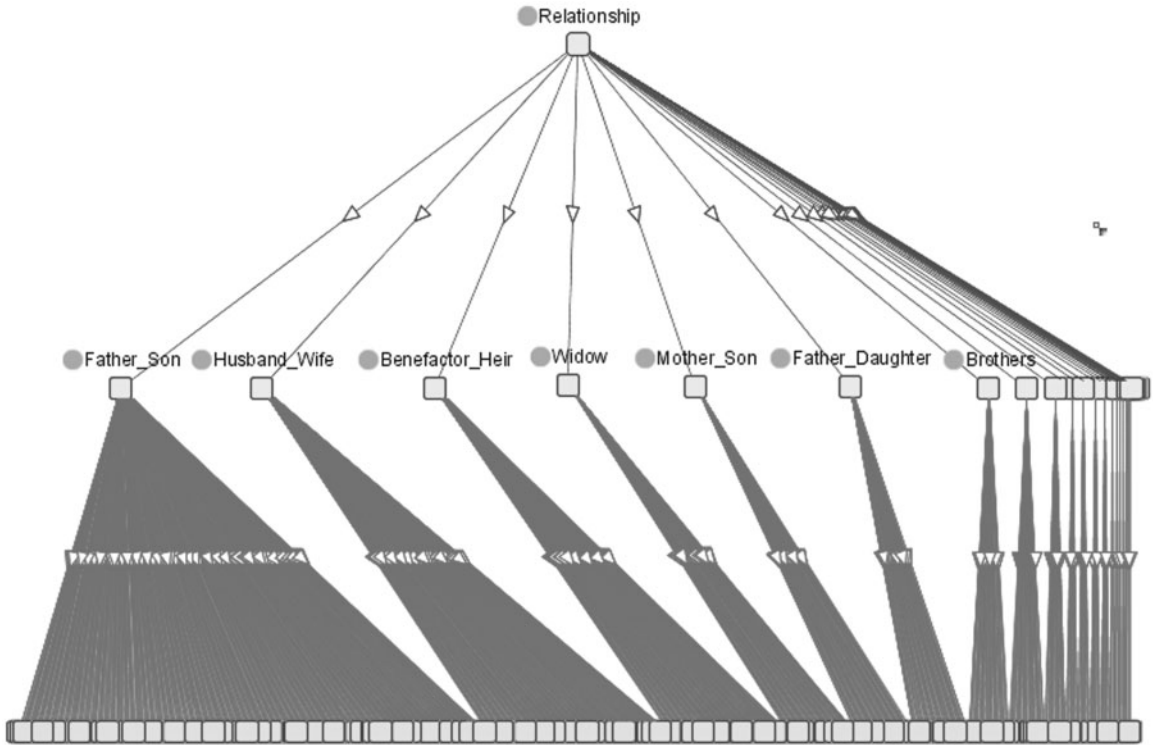 Relationship
Father_Son
Husband_Wife
Benefactor_Heir
Widow
Mother_Son
Father_Daughter
Brothers